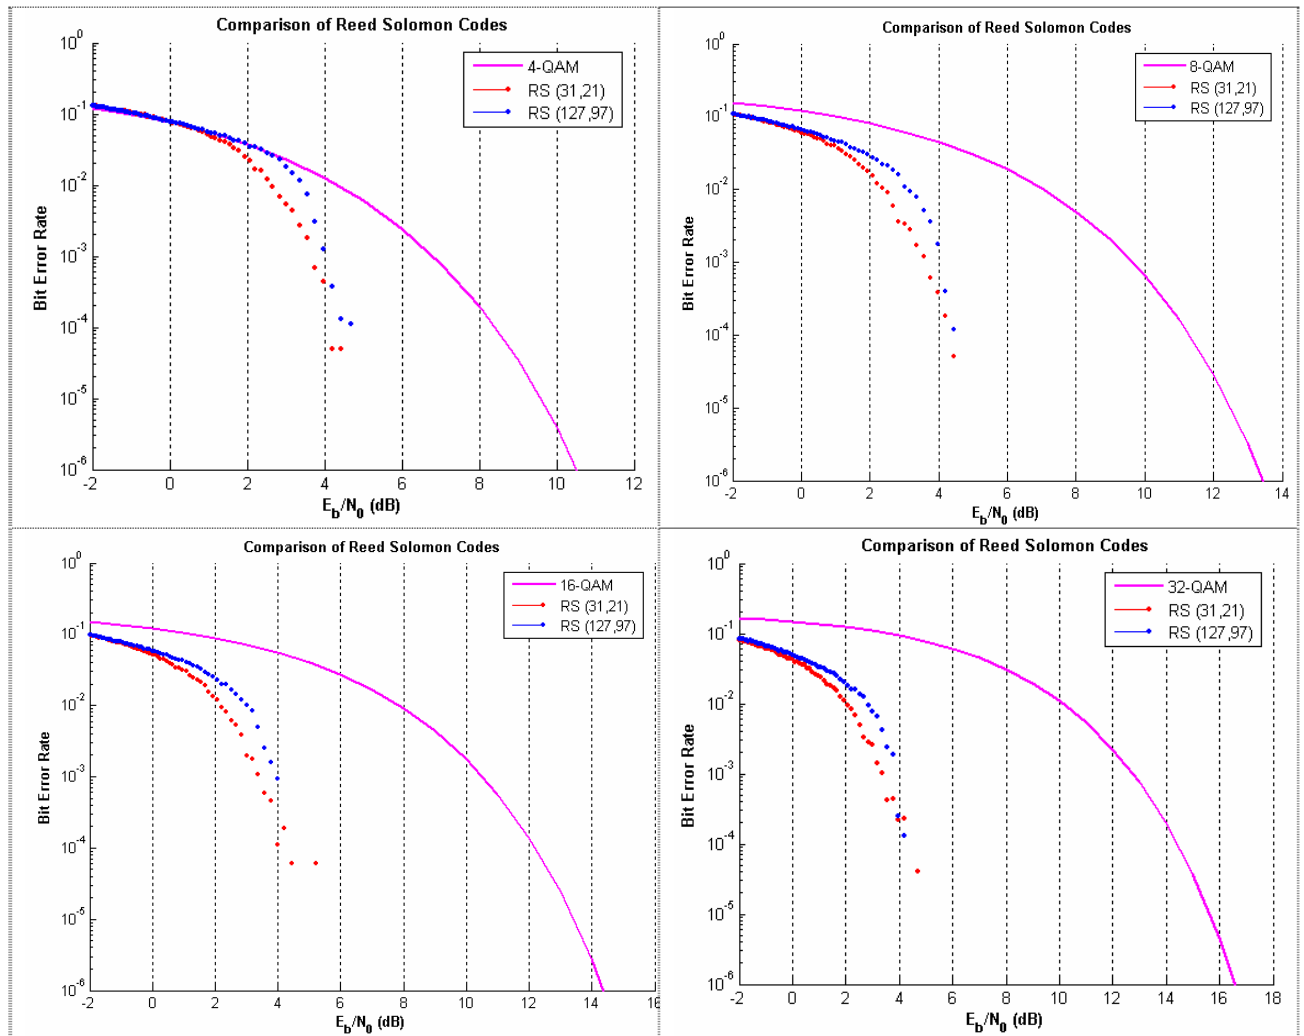 Comparison of Reed Solomon Codes
10^0
10^-1
10^-2
10^-3
10^-4
10^-5
10^-6
Bit Error Rate
4-QAM
RS (31,21)
RS (127,97)
-2 0 2 4 6 8 10 12
E_b/N_0 (dB)
Comparison of Reed Solomon Codes
10^0
10^-1
10^-2
10^-3
10^-4
10^-5
10^-6
Bit Error Rate
8-QAM
RS (31,21)
RS (127,97)
-2 0 2 4 6 8 10 12 14
E_b/N_0 (dB)
Comparison of Reed Solomon Codes
10^0
10^-1
10^-2
10^-3
10^-4
10^-5
10^-6
Bit Error Rate
16-QAM
RS (31,21)
RS (127,97)
-2 0 2 4 6 8 10 12 14 16
E_b/N_0 (dB)
Comparison of Reed Solomon Codes
10^0
10^-1
10^-2
10^-3
10^-4
10^-5
10^-6
Bit Error Rate
32-QAM
RS (31,21)
RS (127,97)
-2 0 2 4 6 8 10 12 14 16 18
E_b/N_0 (dB)